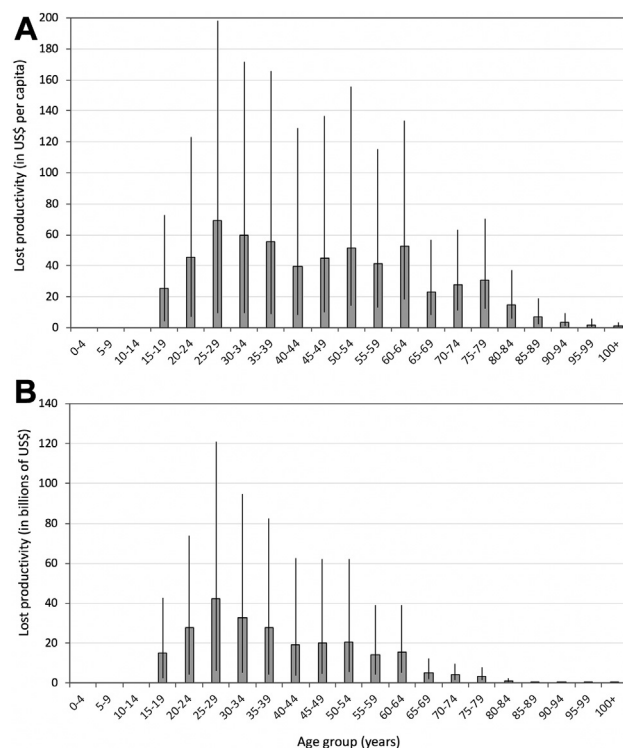 A
Lost productivity (in US$ per capita)
200
180
160
140
120
100
80
60
40
20
0
0-4 5-9 10-14 15-19 20-24 25-29 30-34 35-39 40-44 45-49 50-54 55-59 60-64 65-69 70-74 75-79 80-84 85-89 90-94 95-99 100+
B
Lost productivity (in billions of US$)
140
120
100
80
60
40
20
0
0-4 5-9 10-14 15-19 20-24 25-29 30-34 35-39 40-44 45-49 50-54 55-59 60-64 65-69 70-74 75-79 80-84 85-89 90-94 95-99 100+
Age group (years)